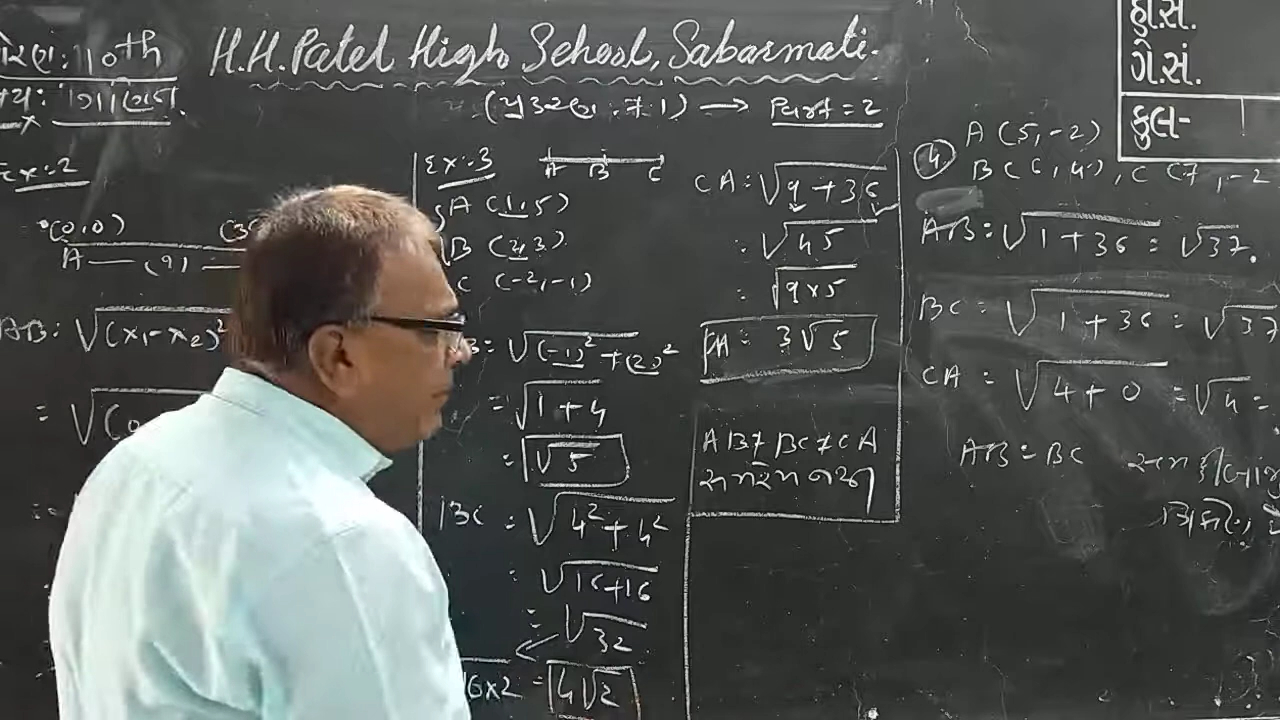 ધોરણ: 10th
H.H.Patel High School, Sabarmati.
(પ્રકરણ: 7.1) → Part = 2
હા.સં.
ગે.સં.
કુલ-
Ex:-2
(0,0)
A — (9) —
AB: √(x₁-x₂)²
= √(0
Ex:-3
A B C
A (1,5)
B (2,3)
C (-2,-1)
B: √(-1)² + (2)²
= √1 + 4
= √5
BC = √4² + 4²
: √16+16
= √32
16×2 = 4√2
CA: √9 + 36
: √45
: √9×5
CA = 3√5
AB ≠ BC ≠ CA
સમરેખ નથી
④ A (5,-2)
B (6,4), C (7,-2
AB: √1+36 = √37.
BC = √1+36 = √37
CA = √4+0 = √4 =
AB = BC